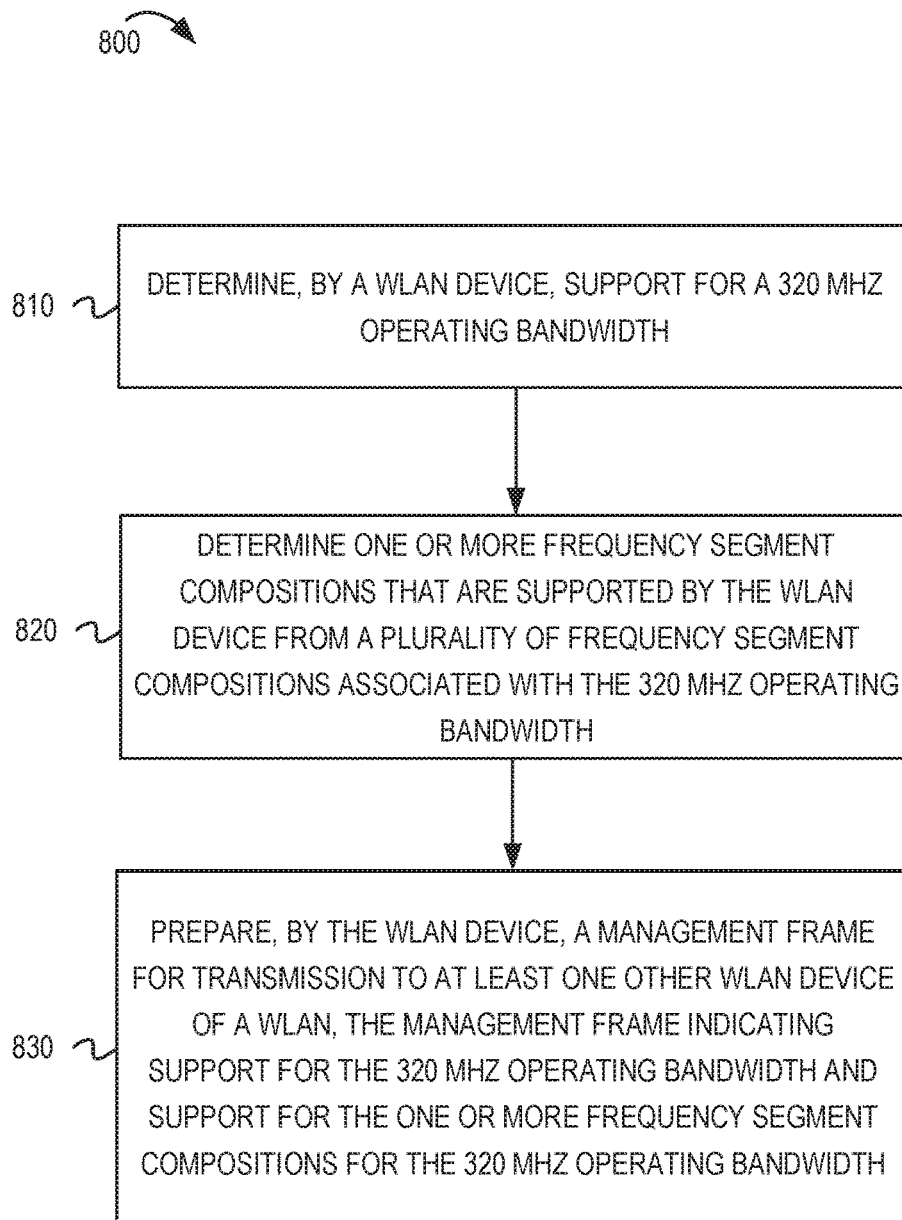 800
810
DETERMINE, BY A WLAN DEVICE, SUPPORT FOR A 320 MHZ
OPERATING BANDWIDTH
820
DETERMINE ONE OR MORE FREQUENCY SEGMENT
COMPOSITIONS THAT ARE SUPPORTED BY THE WLAN
DEVICE FROM A PLURALITY OF FREQUENCY SEGMENT
COMPOSITIONS ASSOCIATED WITH THE 320 MHZ OPERATING
BANDWIDTH
830
PREPARE, BY THE WLAN DEVICE, A MANAGEMENT FRAME
FOR TRANSMISSION TO AT LEAST ONE OTHER WLAN DEVICE
OF A WLAN, THE MANAGEMENT FRAME INDICATING
SUPPORT FOR THE 320 MHZ OPERATING BANDWIDTH AND
SUPPORT FOR THE ONE OR MORE FREQUENCY SEGMENT
COMPOSITIONS FOR THE 320 MHZ OPERATING BANDWIDTH